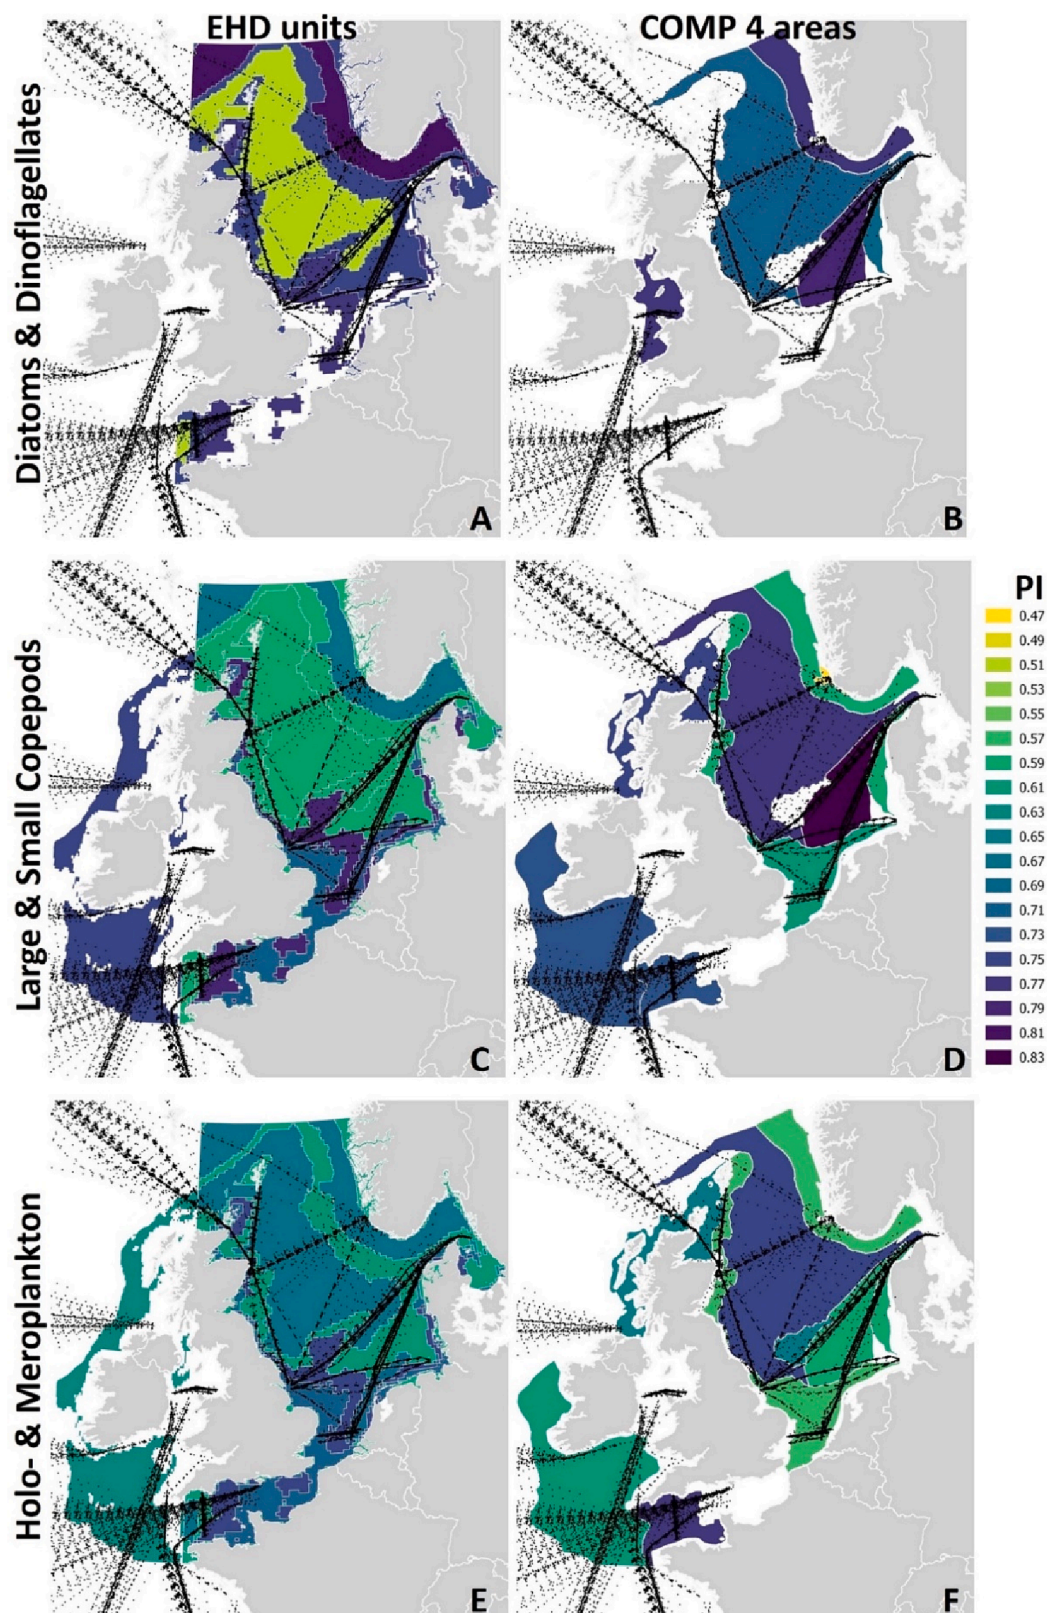 EHD units
COMP 4 areas
Diatoms & Dinoflagellates
A
B
Large & Small Copepods
C
D
PI
0.47
0.49
0.51
0.53
0.55
0.57
0.59
0.61
0.63
0.65
0.67
0.69
0.71
0.73
0.75
0.77
0.79
0.81
0.83
Holo- & Meroplankton
E
F